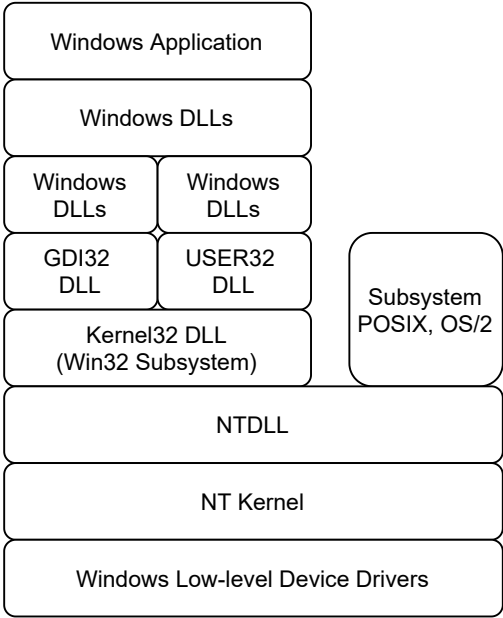 Windows Application
Windows DLLs
Windows
DLLs
Windows
DLLs
GDI32
DLL
USER32
DLL
Subsystem
POSIX, OS/2
Kernel32 DLL
(Win32 Subsystem)
NTDLL
NT Kernel
Windows Low-level Device Drivers